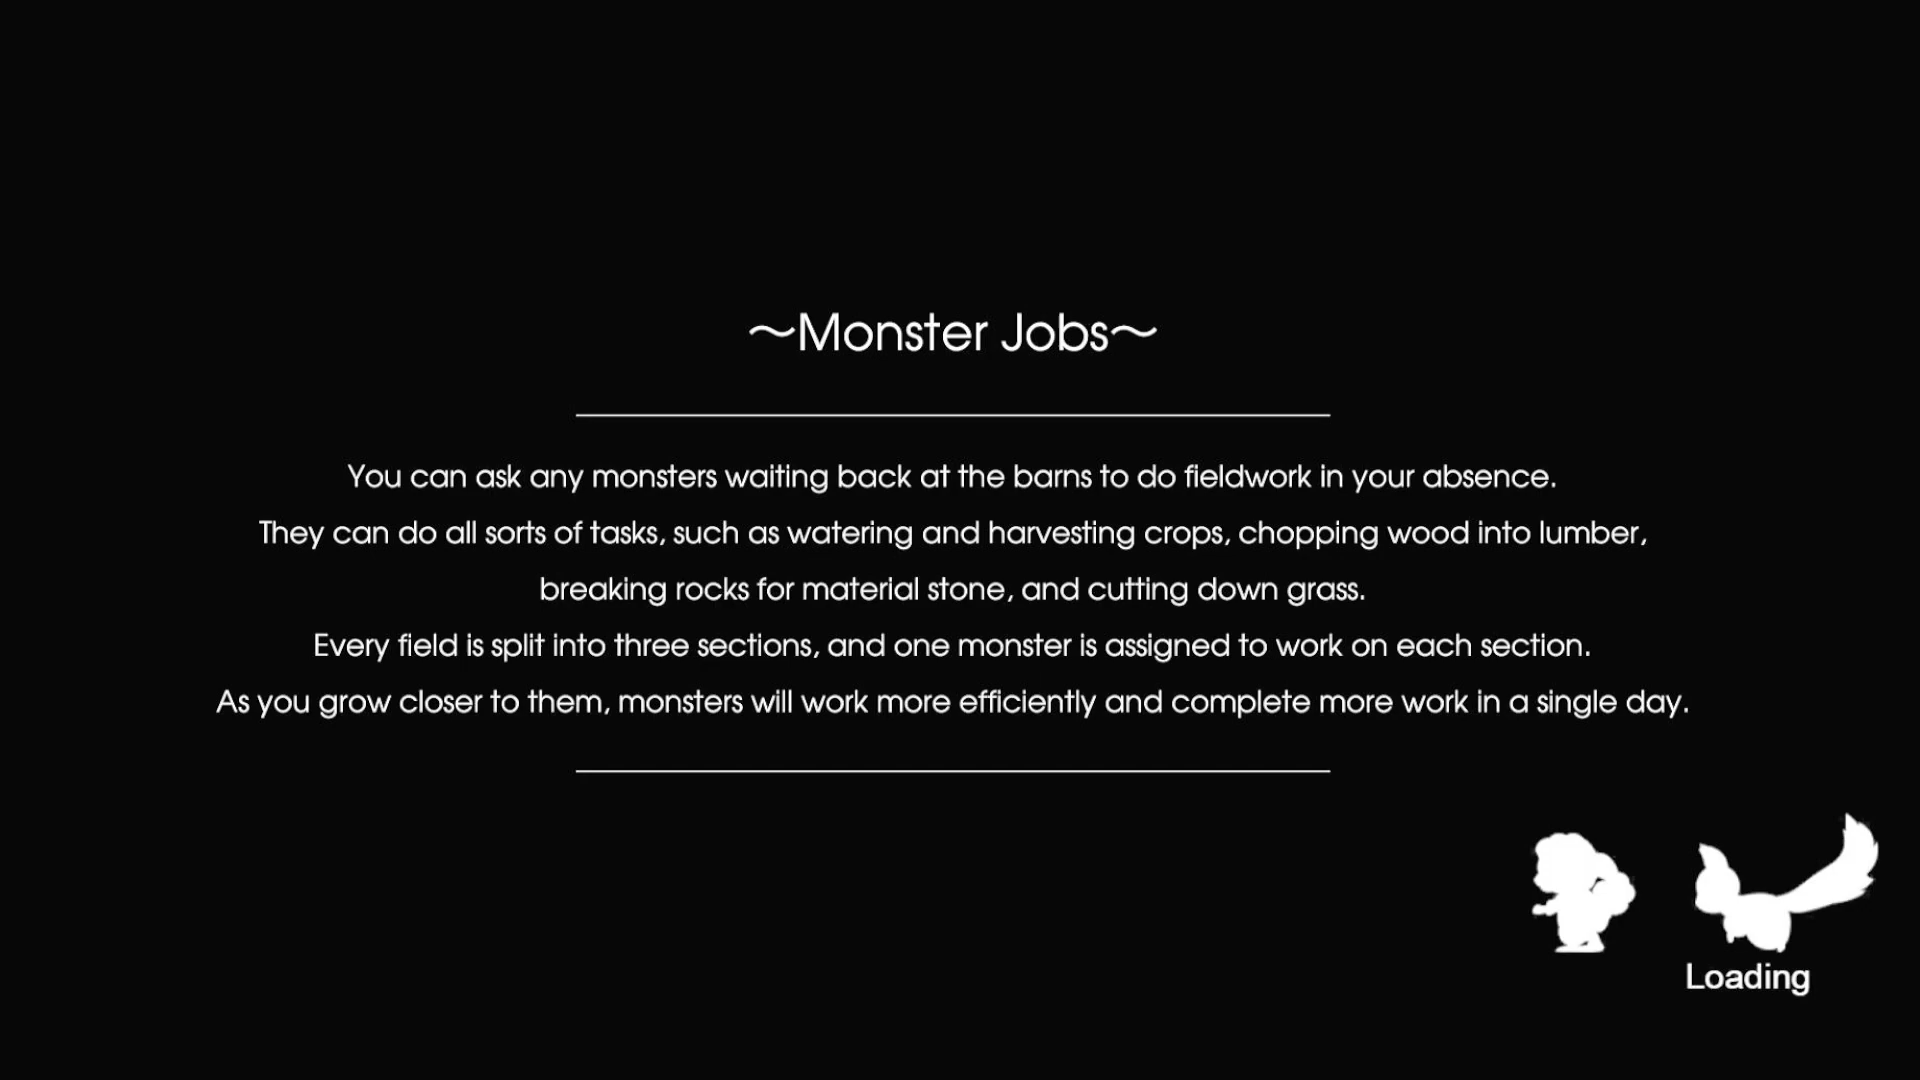 〜Monster Jobs〜
You can ask any monsters waiting back at the barns to do fieldwork in your absence.
They can do all sorts of tasks, such as watering and harvesting crops, chopping wood into lumber,
breaking rocks for material stone, and cutting down grass.
Every field is split into three sections, and one monster is assigned to work on each section.
As you grow closer to them, monsters will work more efficiently and complete more work in a single day.
Loading